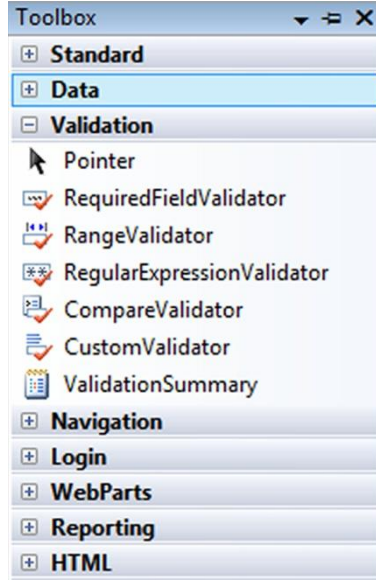 Toolbox
Standard
Data
Validation
Pointer
RequiredFieldValidator
RangeValidator
RegularExpressionValidator
CompareValidator
CustomValidator
ValidationSummary
Navigation
Login
WebParts
Reporting
HTML